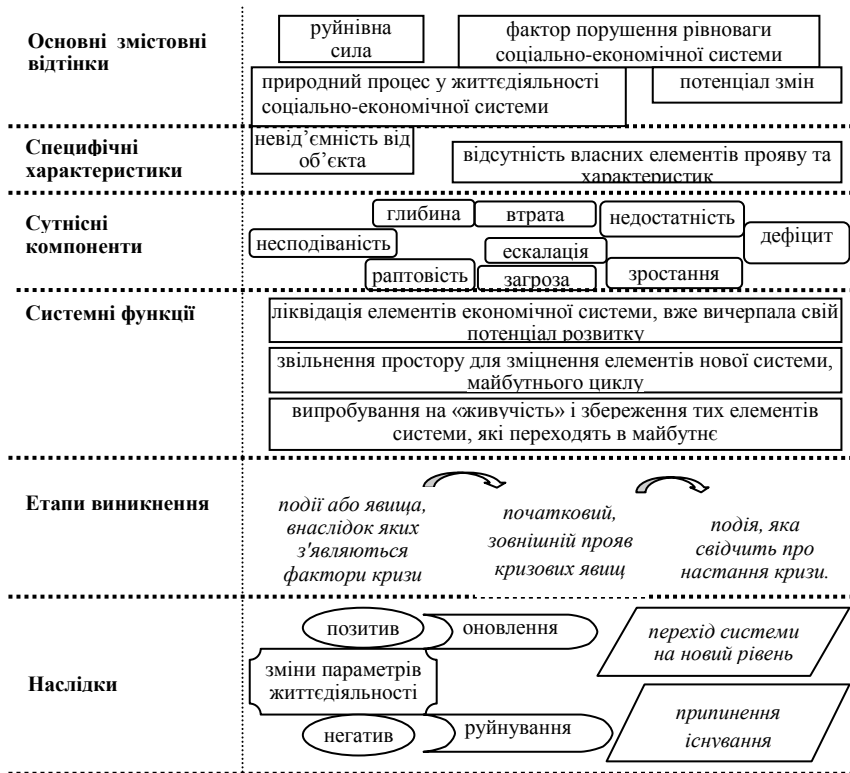 Основні змістовні
відтінки
руйнівна
сила
фактор порушення рівноваги
соціально-економічної системи
природний процес у життєдіяльності
соціально-економічної системи
потенціал змін
Специфічні
характеристики
невід’ємність від
об’єкта
відсутність власних елементів прояву та
характеристик
Сутнісні
компоненти
глибина
втрата
недостатність
несподіваність
ескалація
дефіцит
раптовість
загроза
зростання
Системні функції
ліквідація елементів економічної системи, вже вичерпала свій
потенціал розвитку
звільнення простору для зміцнення елементів нової системи,
майбутнього циклу
випробування на «живучість» і збереження тих елементів
системи, які переходять в майбутнє
Етапи виникнення
події або явища,
внаслідок яких
з'являються
фактори кризи
початковий,
зовнішній прояв
кризових явищ
подія, яка
свідчить про
настання кризи.
Наслідки
позитив
оновлення
перехід системи
на новий рівень
зміни параметрів
життєдіяльності
негатив
руйнування
припинення
існування